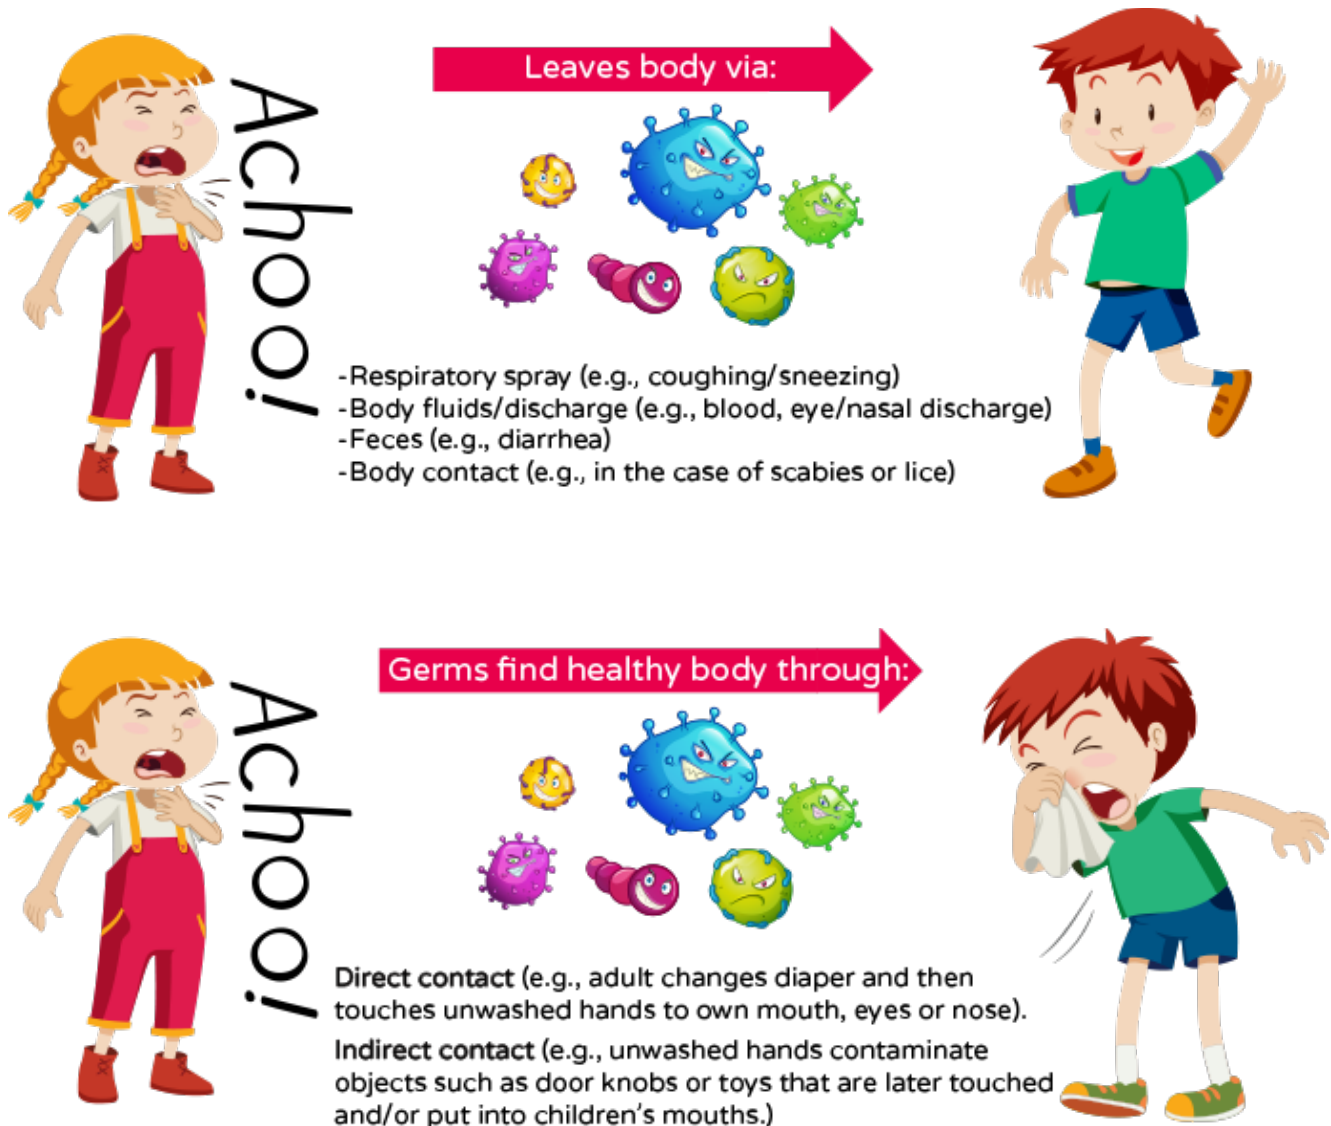 Achoo!
Leaves body via:
-Respiratory spray (e.g., coughing/sneezing)
-Body fluids/discharge (e.g., blood, eye/nasal discharge)
-Feces (e.g., diarrhea)
-Body contact (e.g., in the case of scabies or lice)
Achoo!
Germs find healthy body through:
Direct contact (e.g., adult changes diaper and then
touches unwashed hands to own mouth, eyes or nose).
Indirect contact (e.g., unwashed hands contaminate
objects such as door knobs or toys that are later touched
and/or put into children's mouths.)